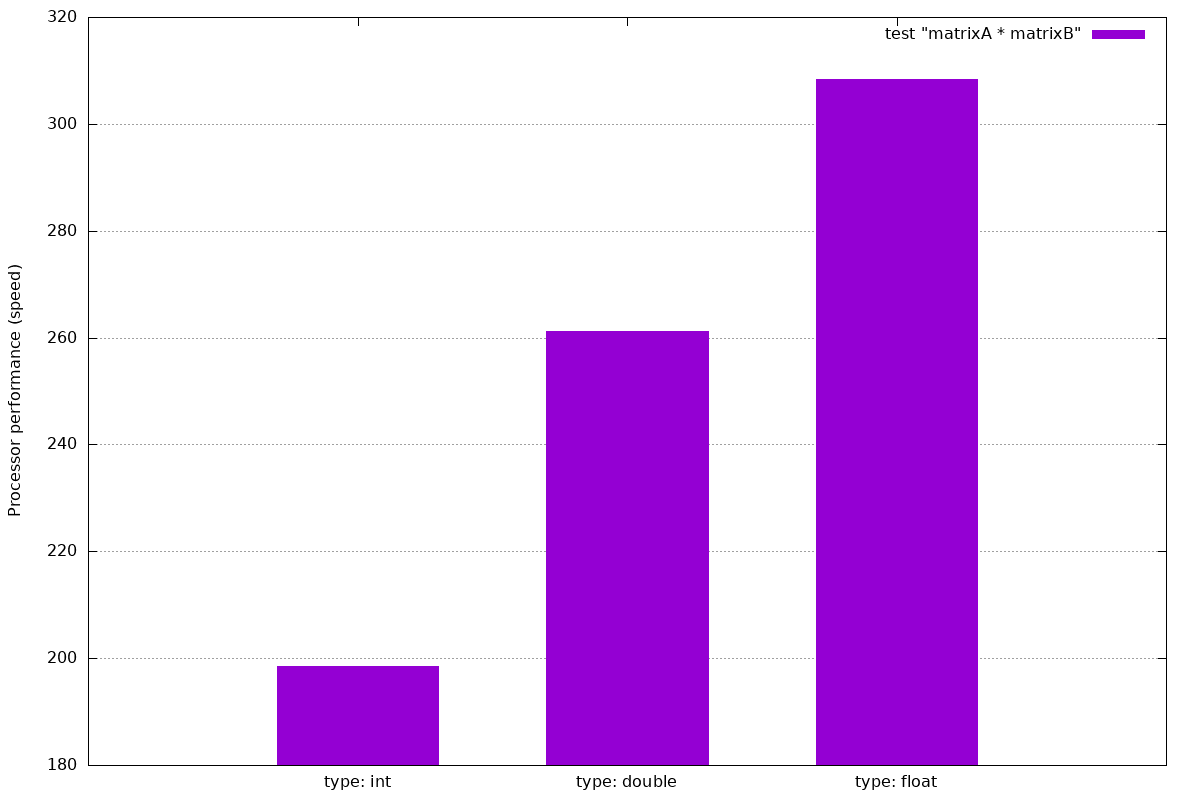 320
test "matrixA * matrixB"
300
280
260
240
220
200
180
Processor performance (speed)
type: int
type: double
type: float